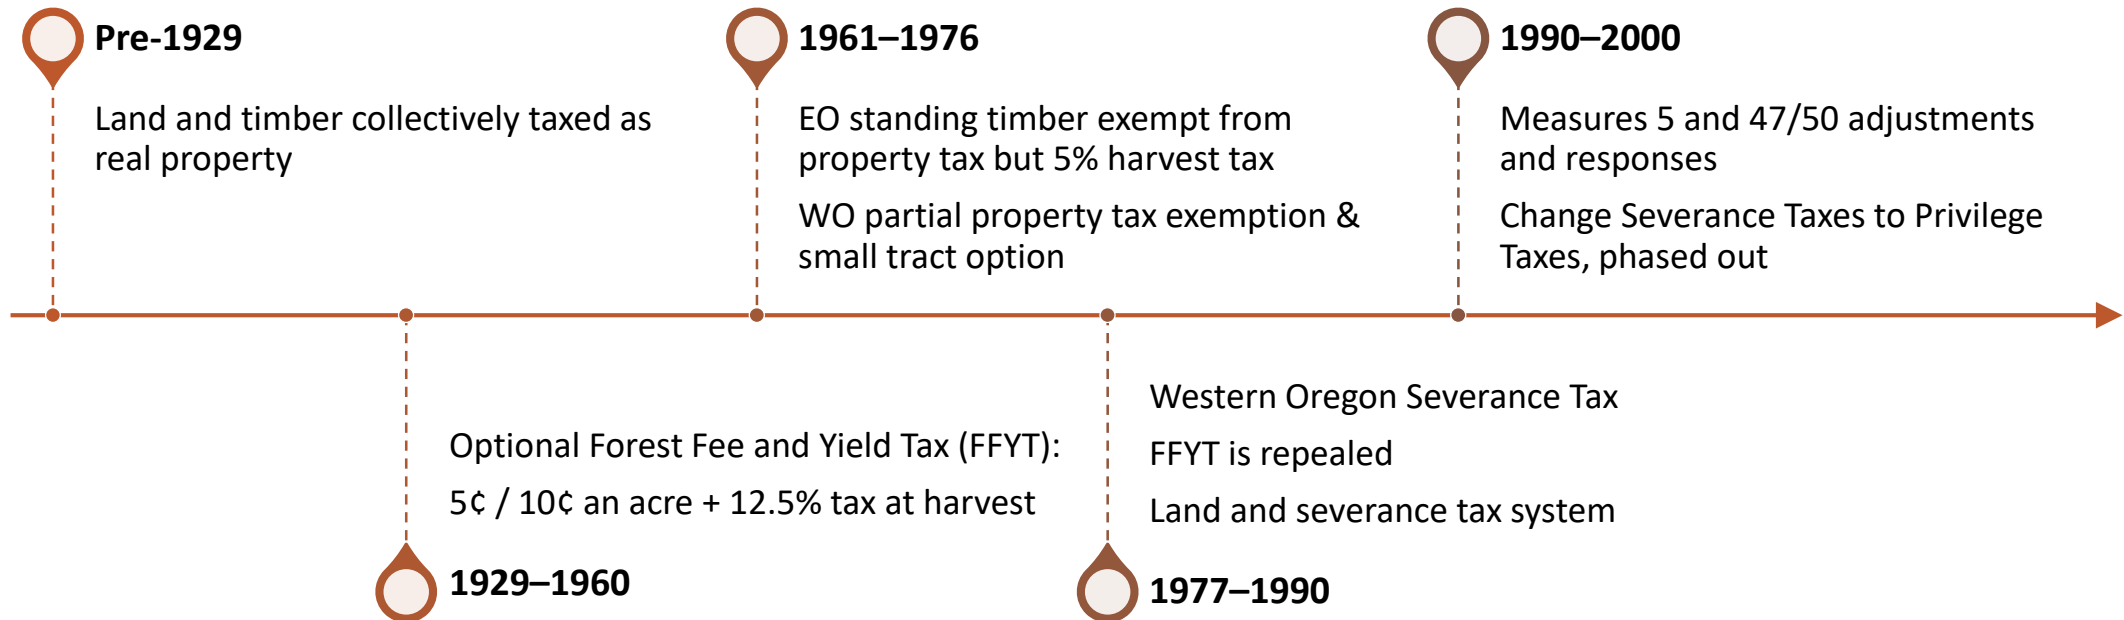 Pre-1929
Land and timber collectively taxed as
real property
Optional Forest Fee and Yield Tax (FFYT):
5¢ / 10¢ an acre + 12.5% tax at harvest
1929–1960
1961–1976
EO standing timber exempt from
property tax but 5% harvest tax
WO partial property tax exemption &
small tract option
Western Oregon Severance Tax
FFYT is repealed
Land and severance tax system
1977–1990
1990–2000
Measures 5 and 47/50 adjustments
and responses
Change Severance Taxes to Privilege
Taxes, phased out